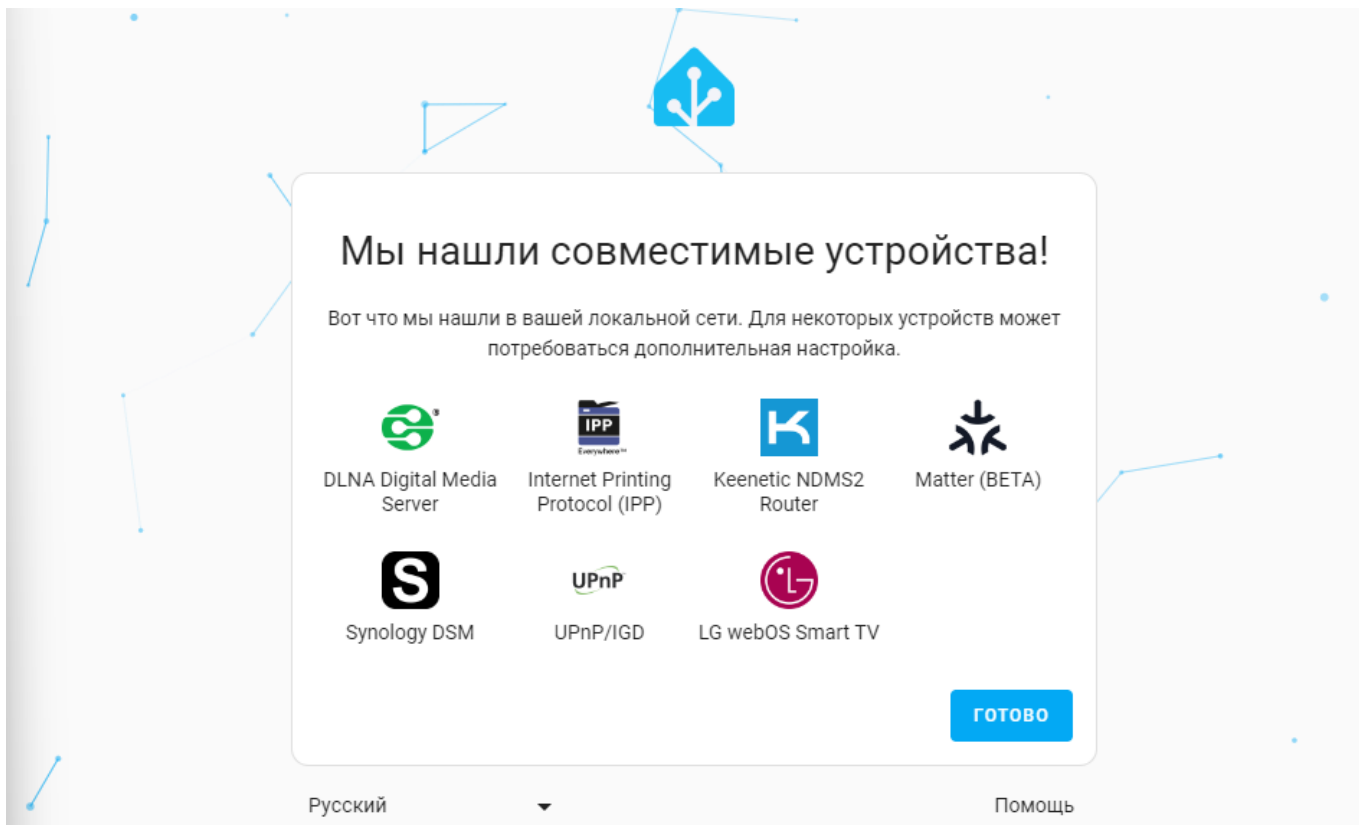 Мы нашли совместимые устройства!
Вот что мы нашли в вашей локальной сети. Для некоторых устройств может
потребоваться дополнительная настройка.
IPP
Everywhere™
DLNA Digital Media
Server
Internet Printing
Protocol (IPP)
Keenetic NDMS2
Router
Matter (BETA)
S
UPnP
LG
Synology DSM
UPnP/IGD
LG webOS Smart TV
ГОТОВО
Русский
Помощь